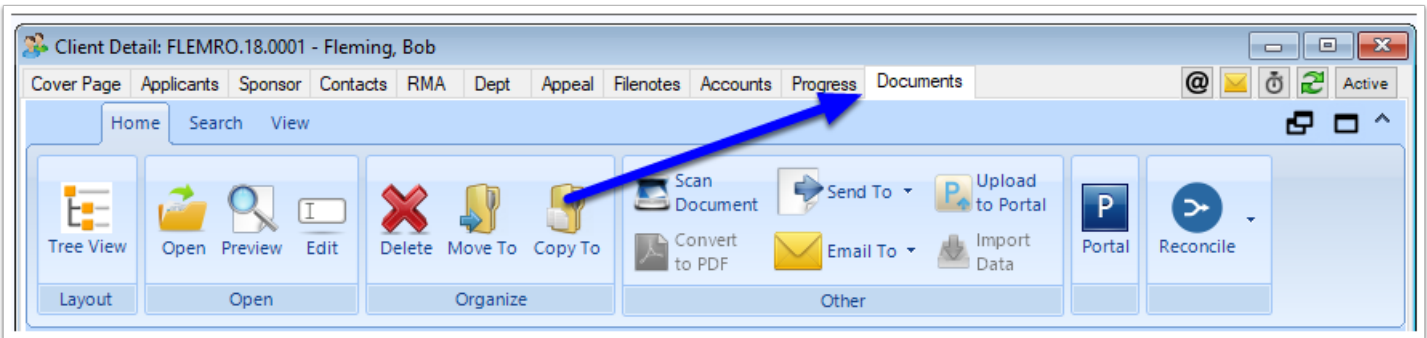 Client Detail: FLEMRO.18.0001 - Fleming, Bob
Cover Page Applicants Sponsor Contacts RMA Dept Appeal Filenotes Accounts Progress Documents @ Active
Home Search View
Tree View Open Preview Edit Delete Move To Copy To
Scan Document
Send To
P Upload to Portal
Convert to PDF
Email To
Import Data
P Portal
Reconcile
Layout Open Organize Other